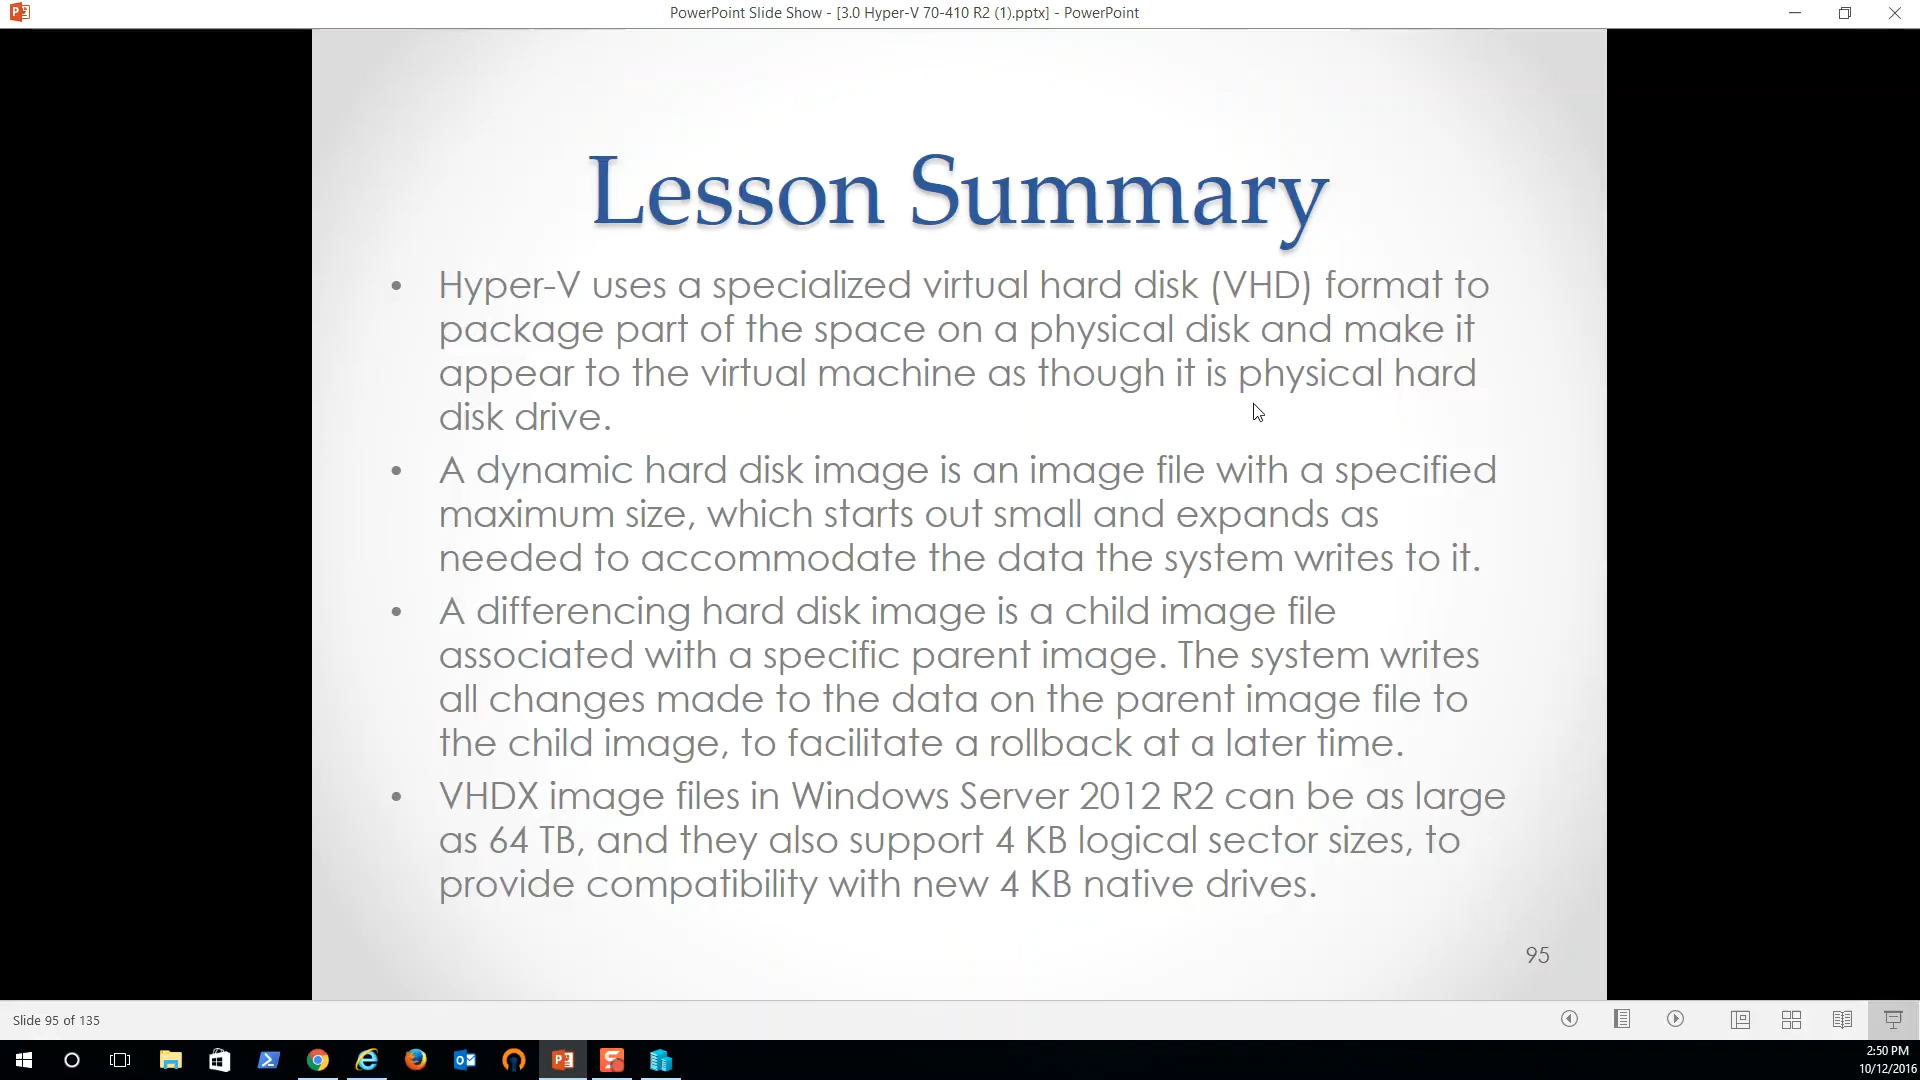 PowerPoint Slide Show - [3.0 Hyper-V 70-410 R2 (1).pptx] - PowerPoint
Lesson Summary
• Hyper-V uses a specialized virtual hard disk (VHD) format to
package part of the space on a physical disk and make it
appear to the virtual machine as though it is physical hard
disk drive.
• A dynamic hard disk image is an image file with a specified
maximum size, which starts out small and expands as
needed to accommodate the data the system writes to it.
• A differencing hard disk image is a child image file
associated with a specific parent image. The system writes
all changes made to the data on the parent image file to
the child image, to facilitate a rollback at a later time.
• VHDX image files in Windows Server 2012 R2 can be as large
as 64 TB, and they also support 4 KB logical sector sizes, to
provide compatibility with new 4 KB native drives.
95
Slide 95 of 135
2:50 PM
10/12/2016